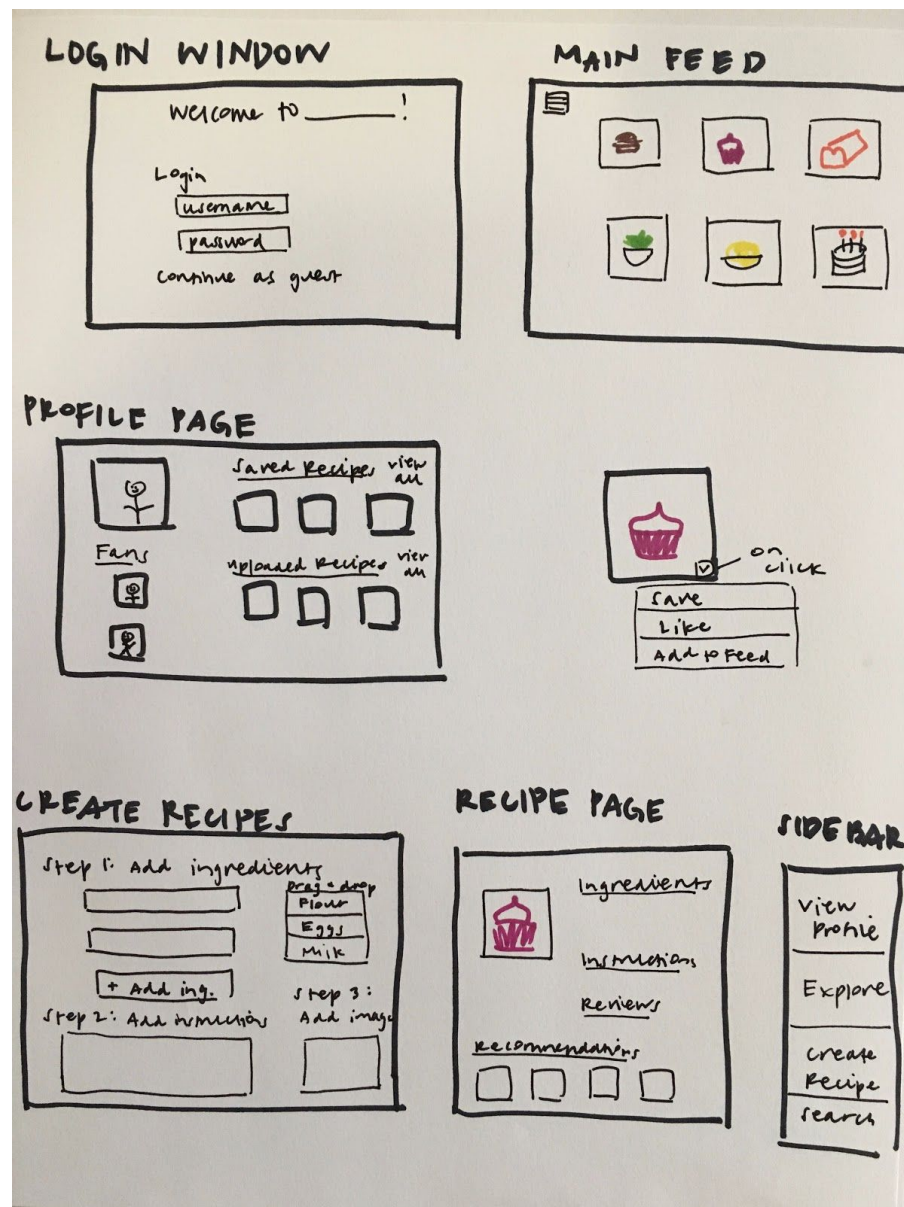 LOGIN WINDOW
Welcome to ______!
Login
username
password
continue as guest
MAIN FEED
PROFILE PAGE
Fans
Saved Recipes
view
all
Uploaded Recipes
view
all
on
click
Save
Like
Add to Feed
CREATE RECIPES
Step 1: Add ingredients
Drag + drop
Flour
Eggs
Milk
+ Add ing.
Step 2: Add instructions
Step 3:
Add image
RECIPE PAGE
Ingredients
Instructions
Reviews
Recommendations
SIDEBAR
View
Profile
Explore
Create
Recipe
Search